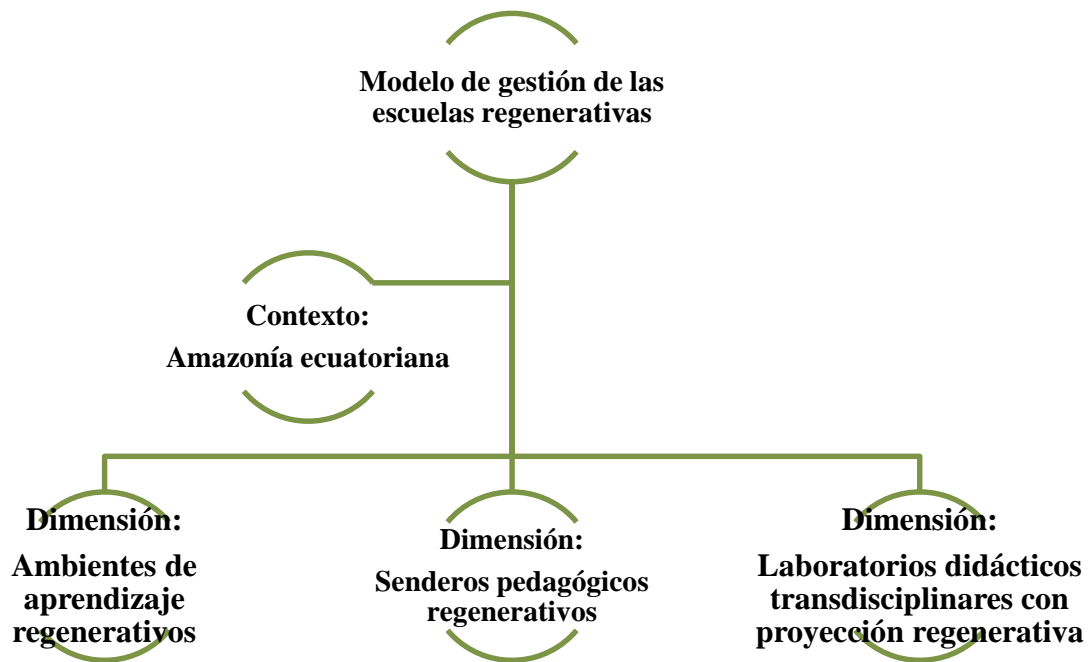 Modelo de gestión de las
escuelas regenerativas
Contexto:
Amazonía ecuatoriana
Dimensión:
Ambientes de
aprendizaje
regenerativos
Dimensión:
Senderos pedagógicos
regenerativos
Dimensión:
Laboratorios didácticos
transdisciplinares con
proyección regenerativa